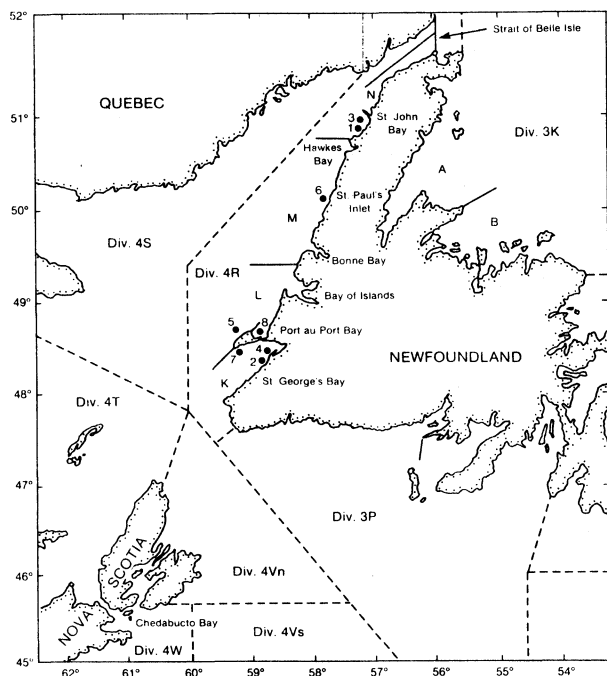 52°
Strait of Belle Isle
QUEBEC
N
51°
3
1
St. John
Bay
Div. 3K
Hawkes
Bay
A
6
St. Paul's
Inlet
50°
M
B
Div. 4S
Bonne Bay
Div. 4R
49°
L
Bay of Islands
5
8
Port au Port Bay
7
4
2
NEWFOUNDLAND
48°
K
St. George's Bay
Div. 4T
47°
Div. 3P
46°
NOVA SCOTIA
Div. 4Vn
Chedabucto Bay
45°
Div. 4W
Div. 4Vs
62° 61° 60° 59° 58° 57° 56° 55° 54°